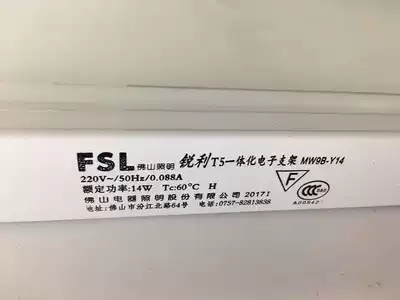 FSL 佛山照明 锐利T5一体化电子支架 MW9B-Y14
220V~/50Hz/0.088A
额定功率:14W Tc:60℃ H
佛山电器照明股份有限公司 2017I
地址:佛山市汾江北路64号 电话:0757-82813838
F
CCC
A005421